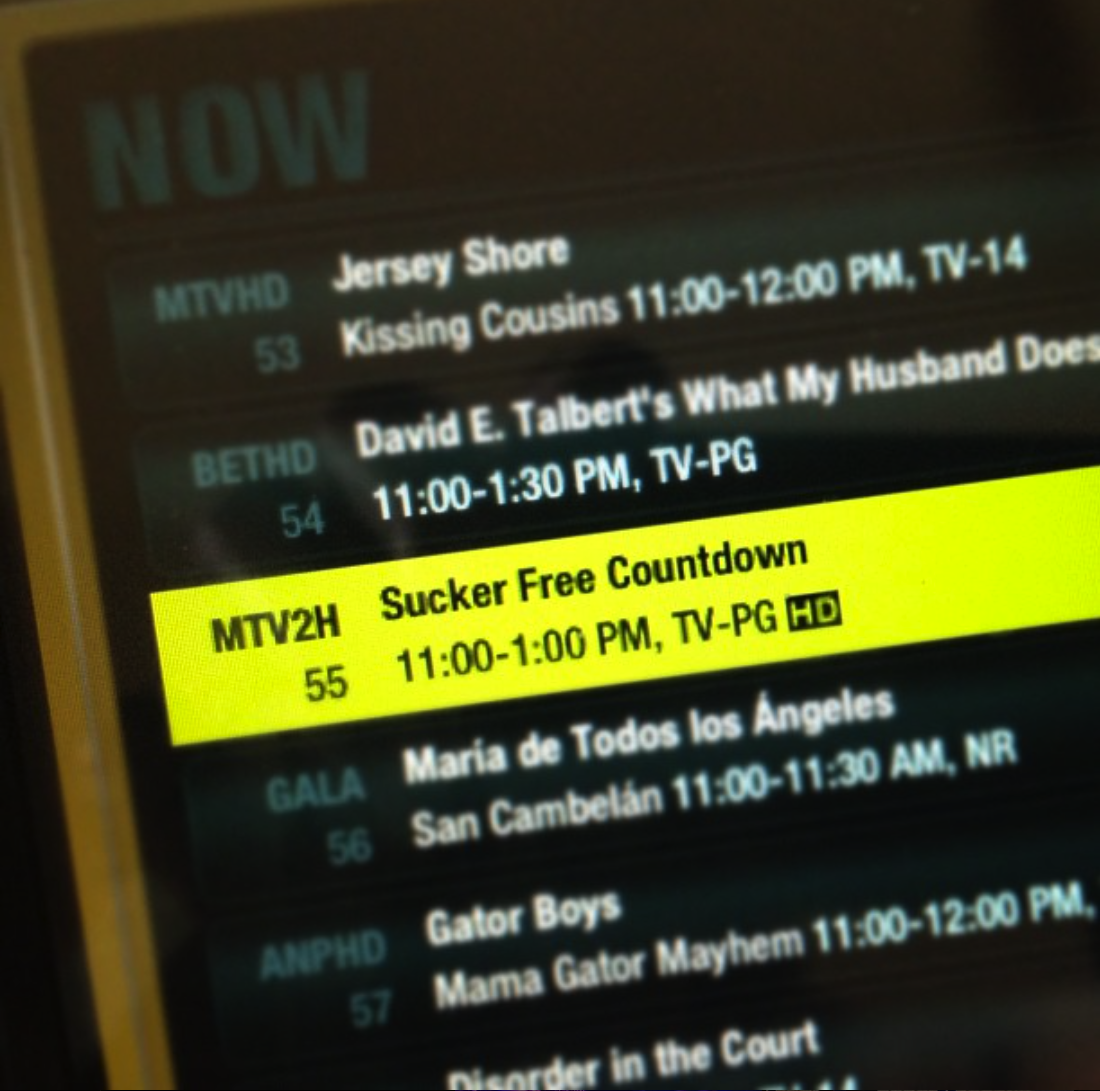 NOW
MTVHD Jersey Shore
53 Kissing Cousins 11:00-12:00 PM, TV-14
BETHD David E. Talbert's What My Husband Does
54 11:00-1:30 PM, TV-PG
MTV2H Sucker Free Countdown
55 11:00-1:00 PM, TV-PG HD
GALA María de Todos los Ángeles
56 San Cambelán 11:00-11:30 AM, NR
ANPHD Gator Boys
57 Mama Gator Mayhem 11:00-12:00 PM,
Disorder in the Court